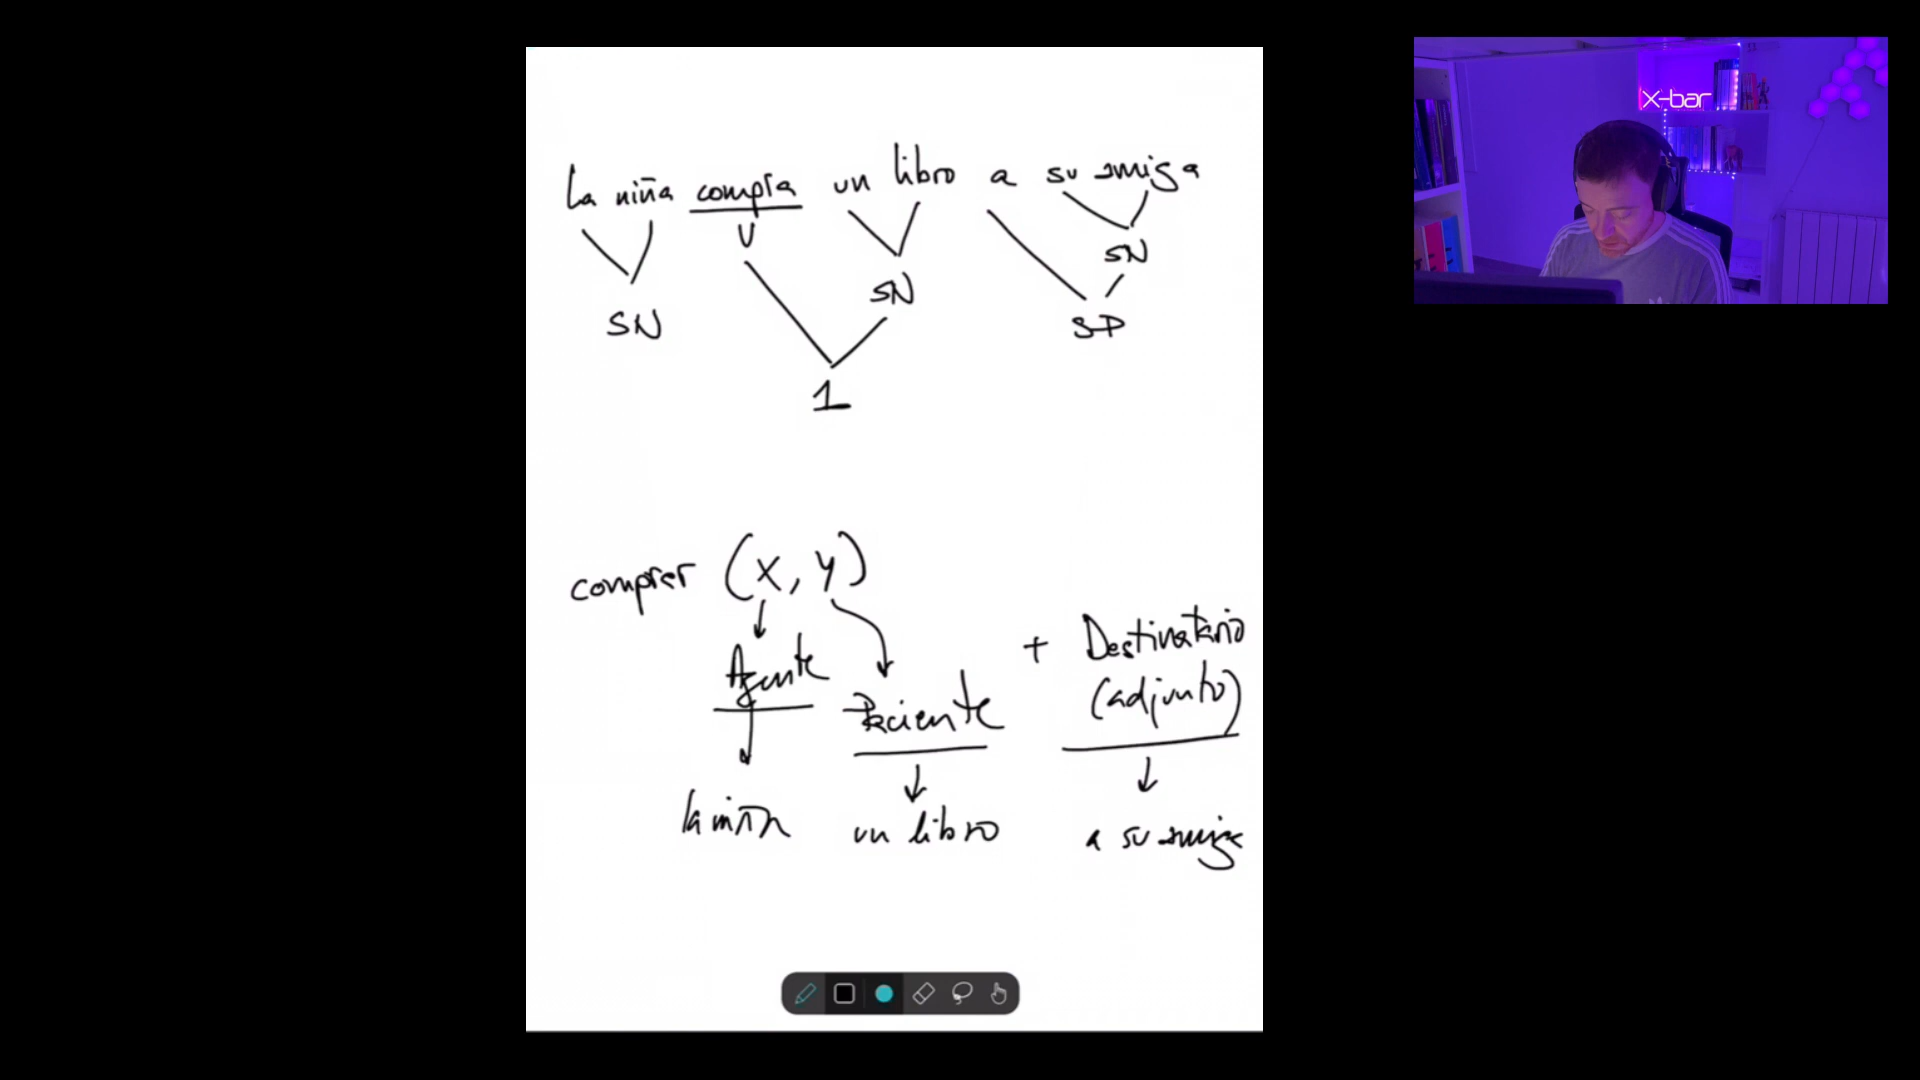 x-bar
La niña compra un libro a su amiga
V
SN
SN
SN
SP
1
comprar (x, y)
Agente
Paciente
+ Destinatario
(adjunto)
la niña
un libro
a su amiga